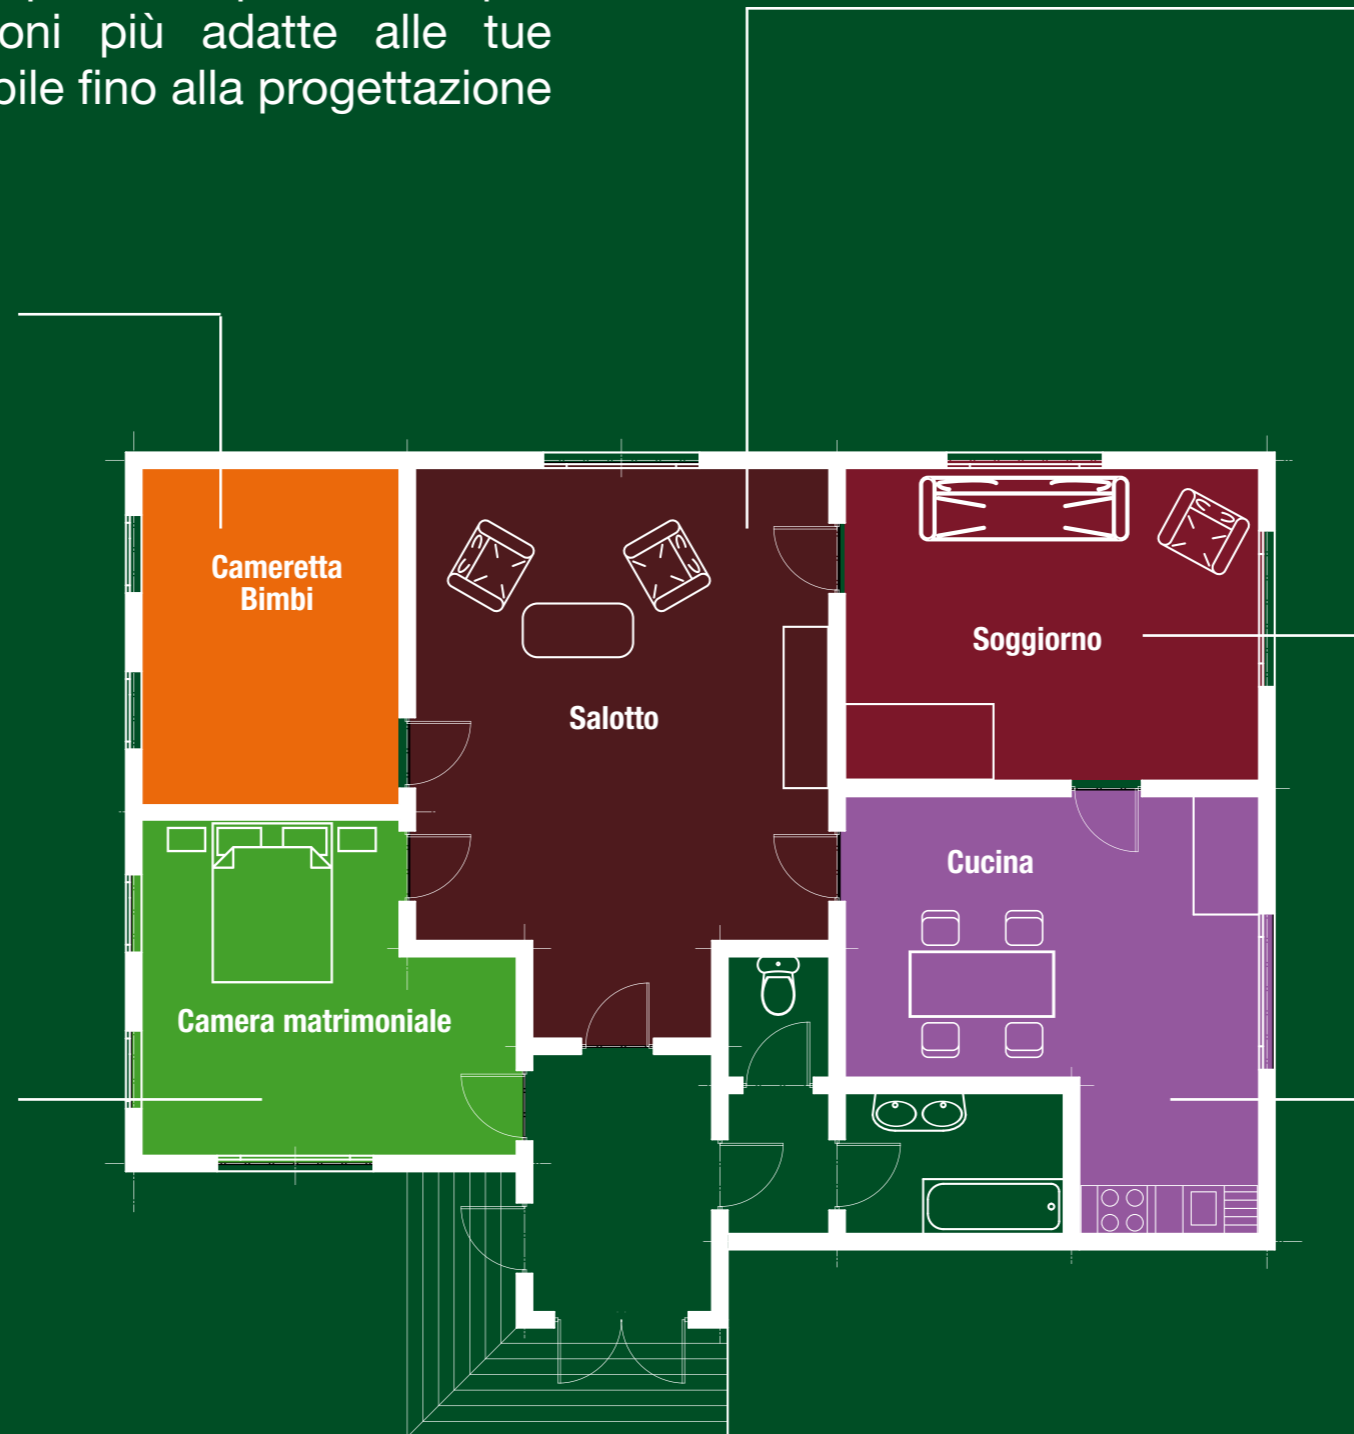 oni più adatte alle tue
bile fino alla progettazione
Cameretta
Bimbi
Salotto
Soggiorno
Cucina
Camera matrimoniale